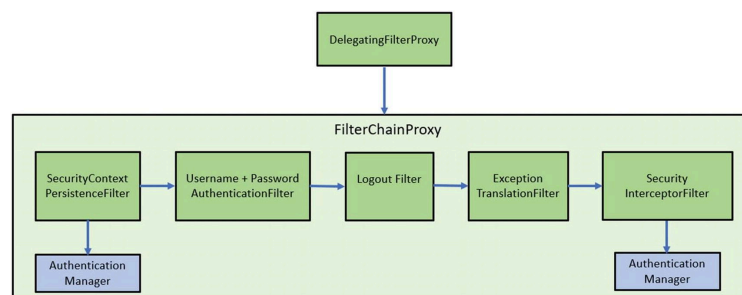 DelegatingFilterProxy
FilterChainProxy
SecurityContext
PersistenceFilter
Username + Password
AuthenticationFilter
Logout Filter
Exception
TranslationFilter
Security
InterceptorFilter
Authentication
Manager
Authentication
Manager